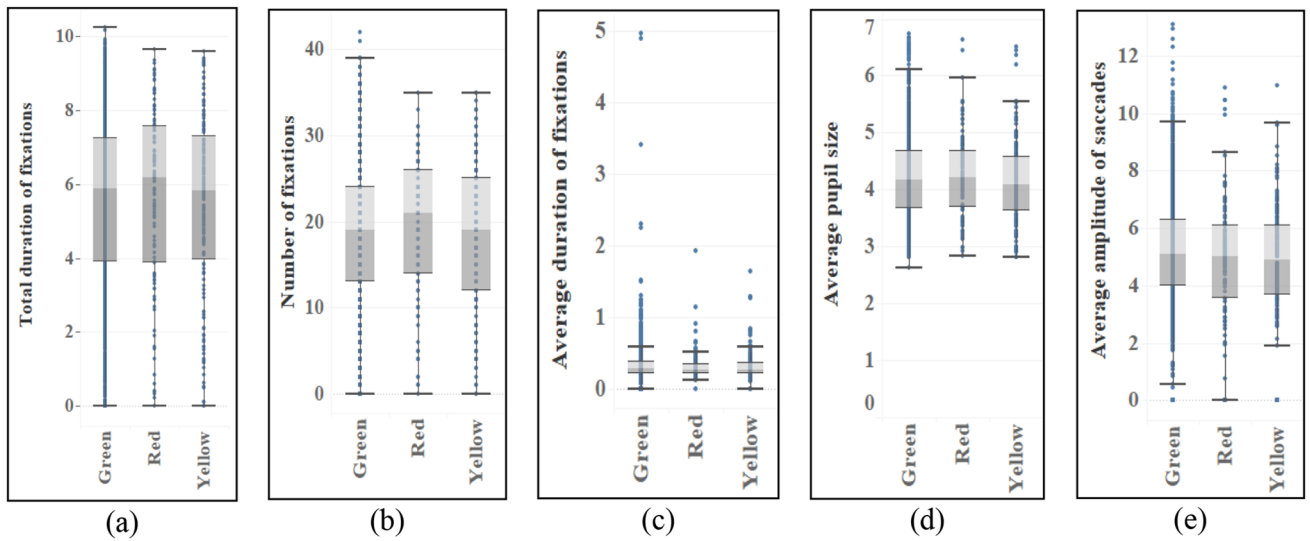 Total duration of fixations
10
8
6
4
2
0
Green
Red
Yellow
(a)
Number of fixations
40
30
20
10
0
Green
Red
Yellow
(b)
Average duration of fixations
5
4
3
2
1
0
Green
Red
Yellow
(c)
Average pupil size
7
6
5
4
3
2
1
0
Green
Red
Yellow
(d)
Average amplitude of saccades
12
10
8
6
4
2
0
Green
Red
Yellow
(e)